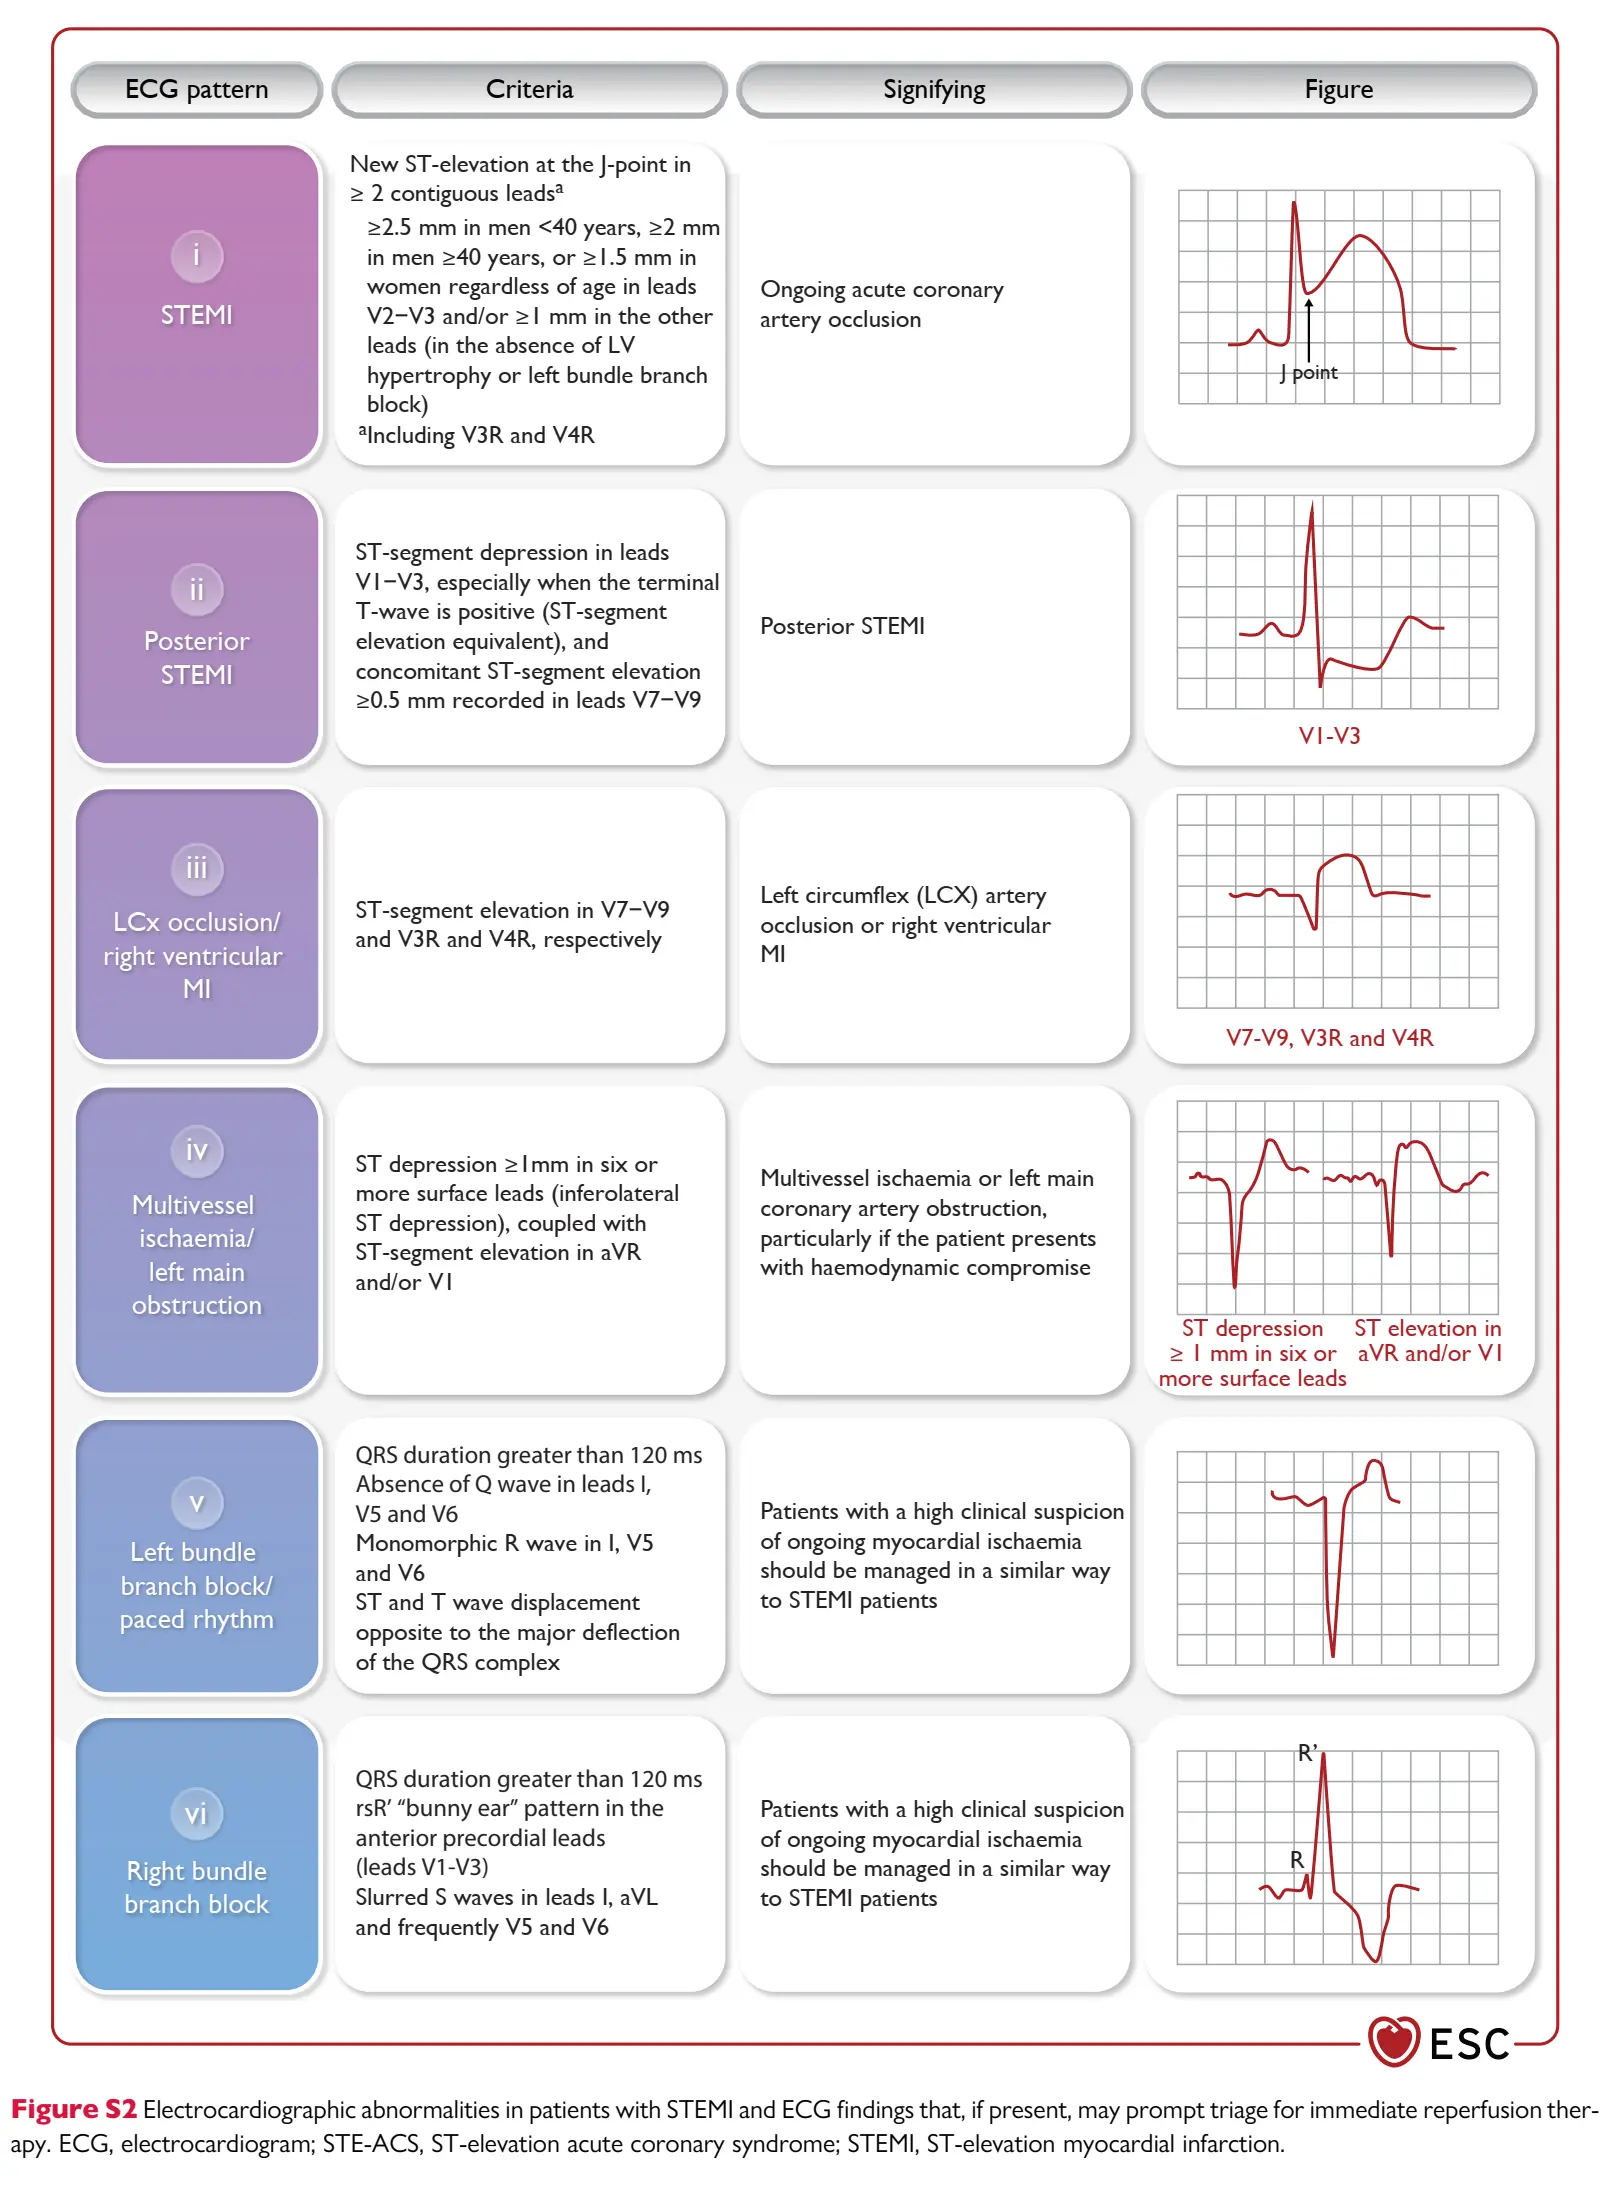 ECG pattern
Criteria
Signifying
Figure
i
STEMI
New ST-elevation at the J-point in
≥ 2 contiguous leadsᵃ
≥2.5 mm in men <40 years, ≥2 mm
in men ≥40 years, or ≥1.5 mm in
women regardless of age in leads
V2−V3 and/or ≥1 mm in the other
leads (in the absence of LV
hypertrophy or left bundle branch
block)
ᵃIncluding V3R and V4R
Ongoing acute coronary
artery occlusion
J point
ii
Posterior
STEMI
ST-segment depression in leads
V1−V3, especially when the terminal
T-wave is positive (ST-segment
elevation equivalent), and
concomitant ST-segment elevation
≥0.5 mm recorded in leads V7−V9
Posterior STEMI
V1-V3
iii
LCx occlusion/
right ventricular
MI
ST-segment elevation in V7−V9
and V3R and V4R, respectively
Left circumflex (LCX) artery
occlusion or right ventricular
MI
V7-V9, V3R and V4R
iv
Multivessel
ischaemia/
left main
obstruction
ST depression ≥1mm in six or
more surface leads (inferolateral
ST depression), coupled with
ST-segment elevation in aVR
and/or V1
Multivessel ischaemia or left main
coronary artery obstruction,
particularly if the patient presents
with haemodynamic compromise
ST depression
≥ 1 mm in six or
more surface leads
ST elevation in
aVR and/or V1
v
Left bundle
branch block/
paced rhythm
QRS duration greater than 120 ms
Absence of Q wave in leads I,
V5 and V6
Monomorphic R wave in I, V5
and V6
ST and T wave displacement
opposite to the major deflection
of the QRS complex
Patients with a high clinical suspicion
of ongoing myocardial ischaemia
should be managed in a similar way
to STEMI patients
vi
Right bundle
branch block
QRS duration greater than 120 ms
rsR’ “bunny ear” pattern in the
anterior precordial leads
(leads V1-V3)
Slurred S waves in leads I, aVL
and frequently V5 and V6
Patients with a high clinical suspicion
of ongoing myocardial ischaemia
should be managed in a similar way
to STEMI patients
R’
R
ESC
Figure S2 Electrocardiographic abnormalities in patients with STEMI and ECG findings that, if present, may prompt triage for immediate reperfusion ther-
apy. ECG, electrocardiogram; STE-ACS, ST-elevation acute coronary syndrome; STEMI, ST-elevation myocardial infarction.